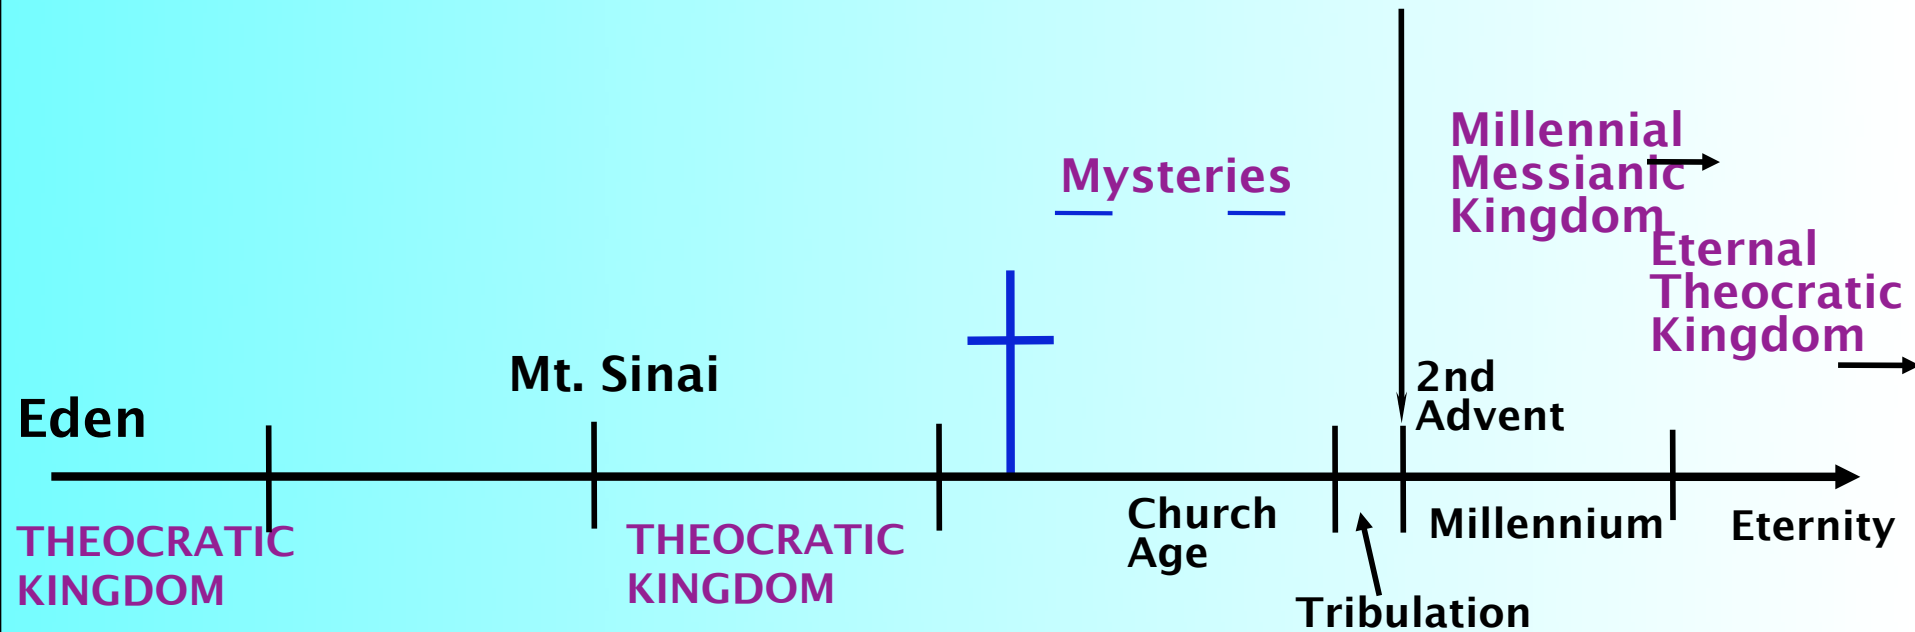 Millennial
Messianic
Kingdom
Mysteries
Eternal
Theocratic
Kingdom
Mt. Sinai
2nd
Advent
Eden
Church
Age
Millennium
Eternity
THEOCRATIC
KINGDOM
THEOCRATIC
KINGDOM
Tribulation